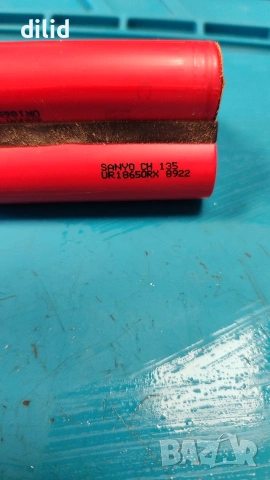 dilid
SANYO CH 135
UR18650RX 8922
BAZAR